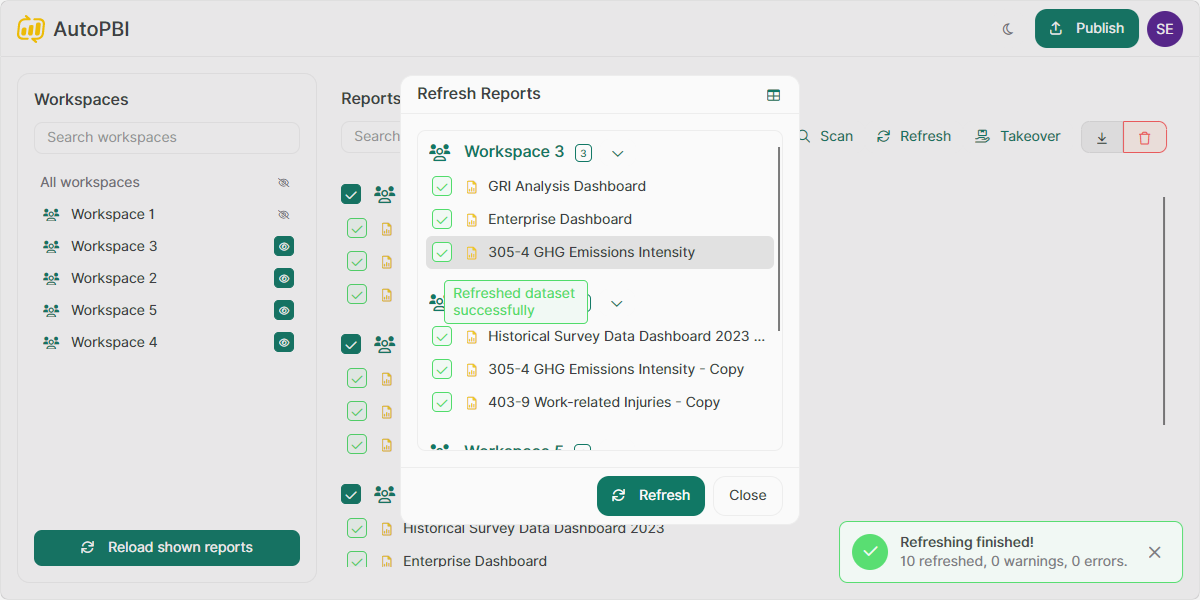 AutoPBI
Publish
SE
Workspaces
Search workspaces
All workspaces
Workspace 1
Workspace 3
Workspace 2
Workspace 5
Workspace 4
Reload shown reports
Reports
Search
Scan
Refresh
Takeover
Refresh Reports
Workspace 3
3
GRI Analysis Dashboard
Enterprise Dashboard
305-4 GHG Emissions Intensity
Refreshed dataset
successfully
Historical Survey Data Dashboard 2023 ...
305-4 GHG Emissions Intensity - Copy
403-9 Work-related Injuries - Copy
Workspace 5
Refresh
Close
Historical Survey Data Dashboard 2023
Enterprise Dashboard
Refreshing finished!
10 refreshed, 0 warnings, 0 errors.